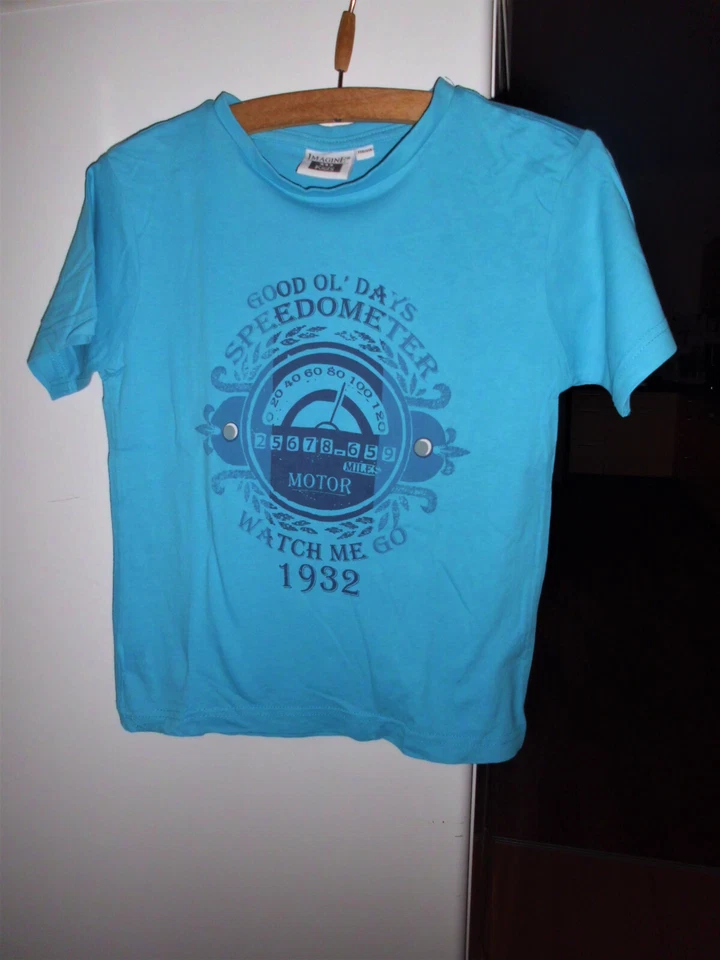 IMAGINE
GOOD OL' DAYS
SPEEDOMETER
0 20 40 60 80 100 120
25678-659
MILES
MOTOR
WATCH ME GO
1932